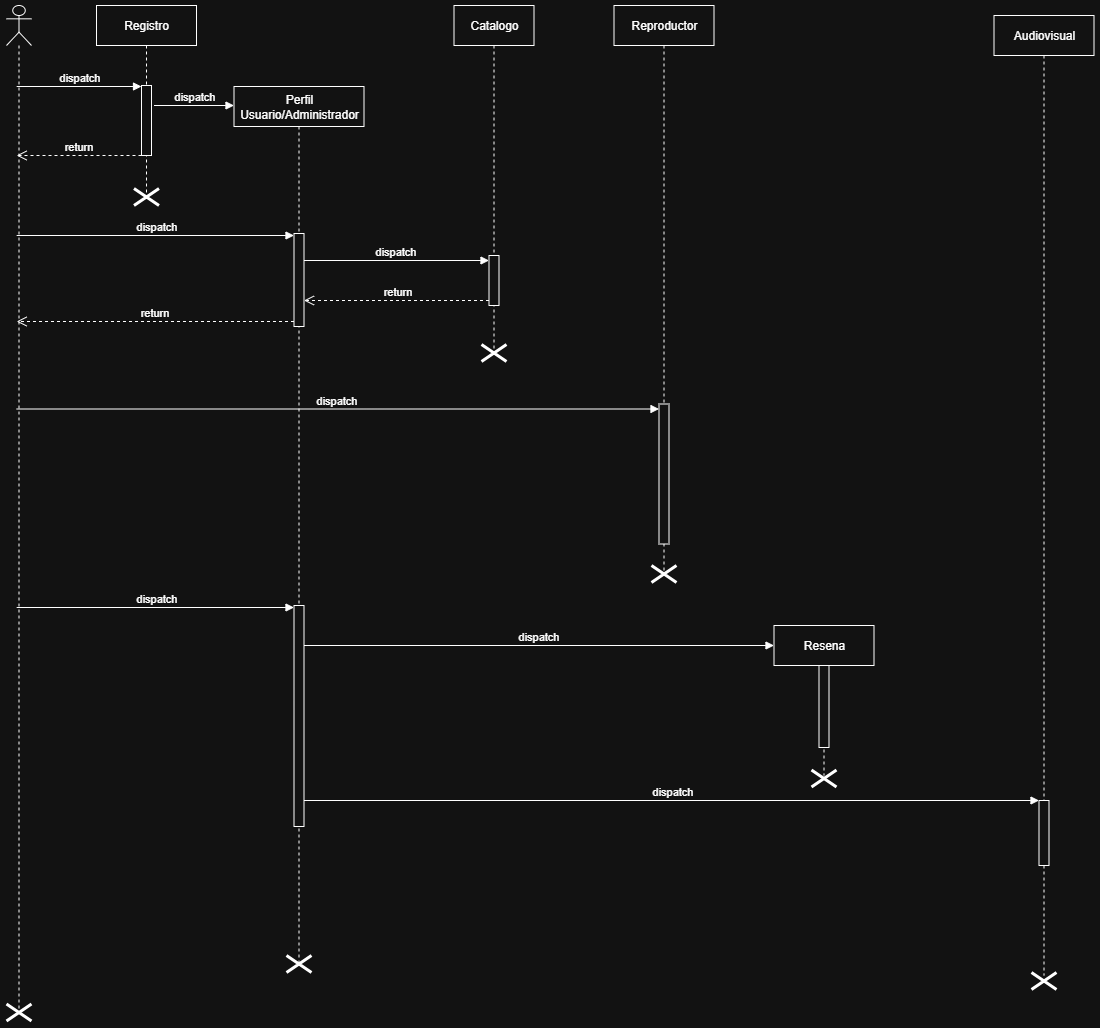 Registro
Catalogo
Reproductor
Audiovisual
dispatch
dispatch
Perfil
Usuario/Administrador
return
dispatch
dispatch
return
return
dispatch
dispatch
dispatch
Resena
dispatch